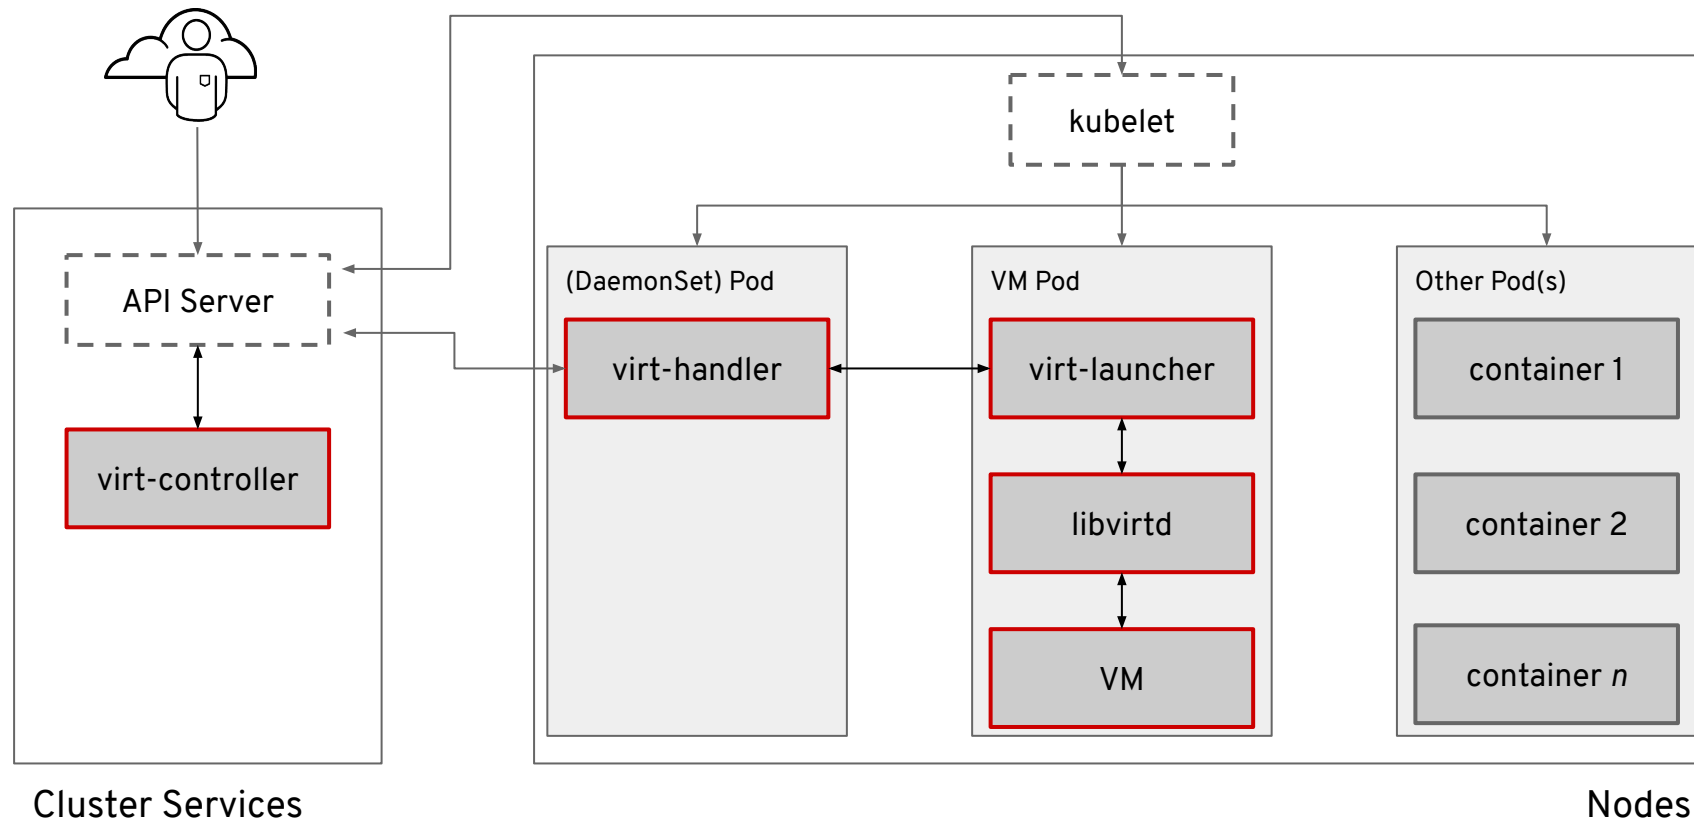 kubelet
API Server
virt-controller
(DaemonSet) Pod
virt-handler
VM Pod
virt-launcher
libvirtd
VM
Other Pod(s)
container 1
container 2
container n
Cluster Services
Nodes